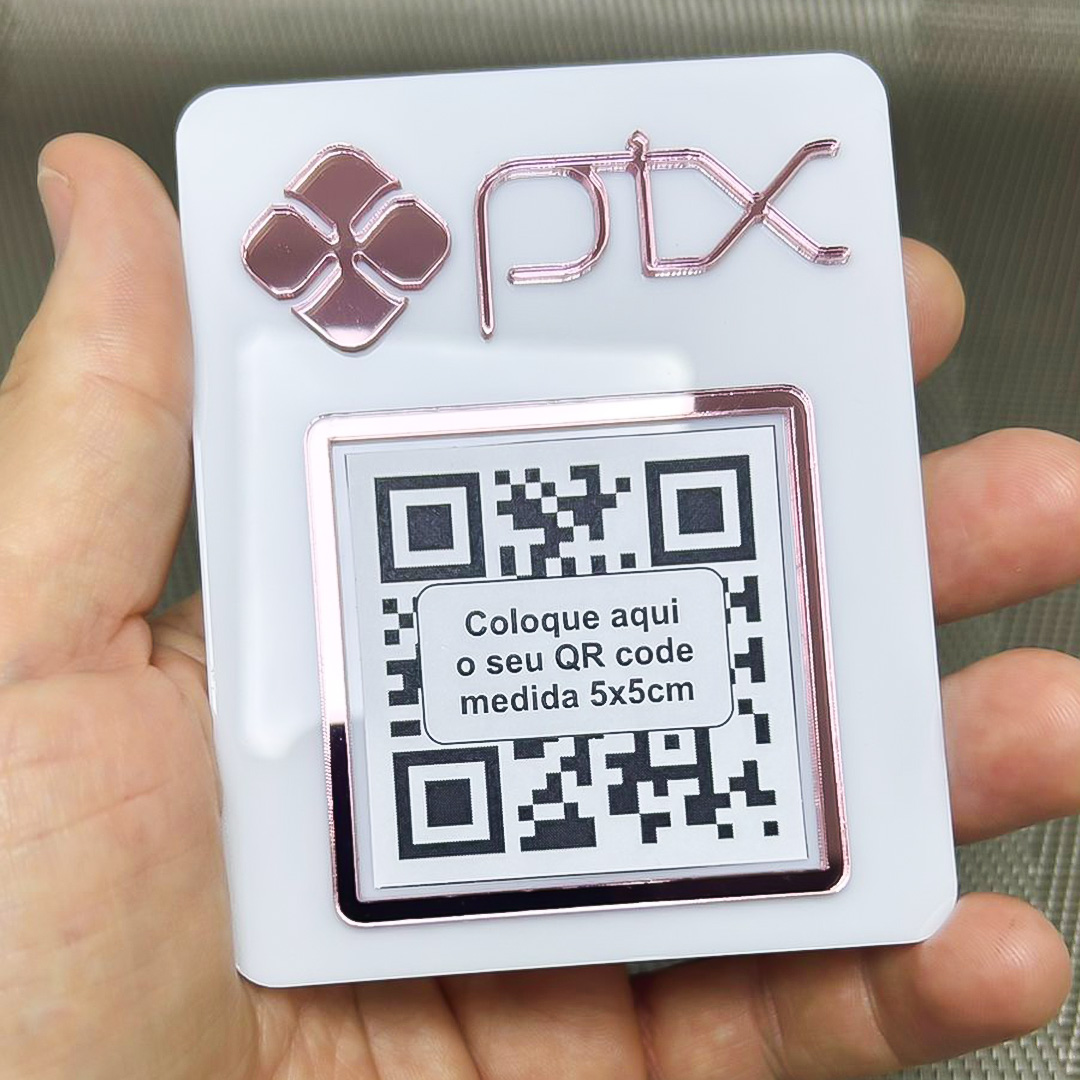 pix
Coloque aqui
o seu QR code
medida 5x5cm